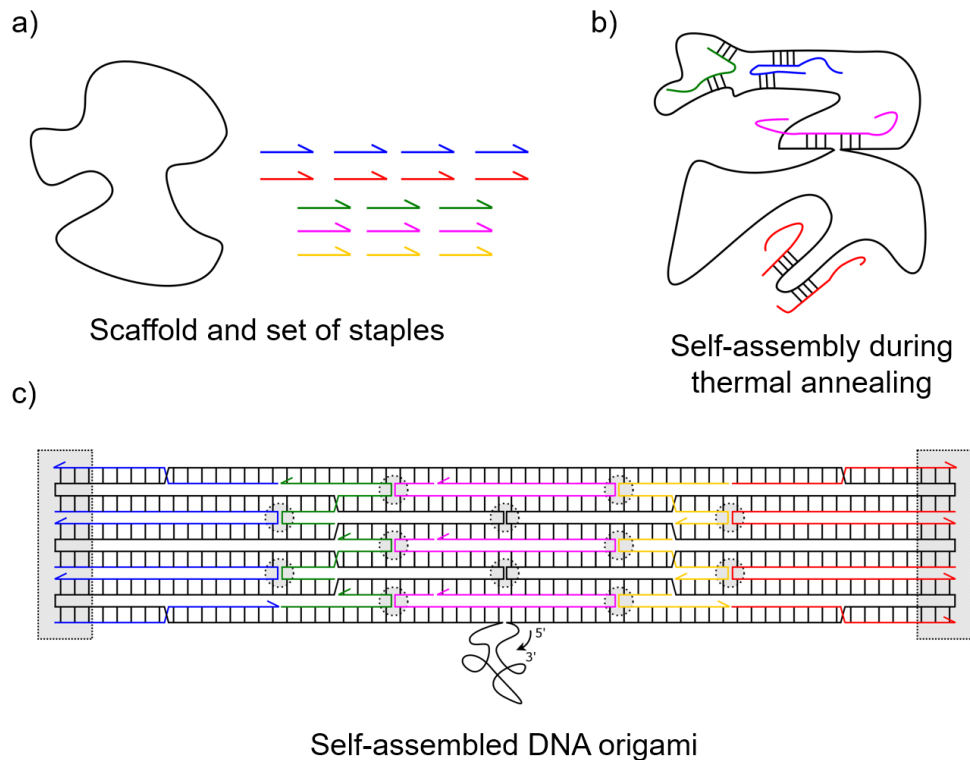 a)
b)
Scaffold and set of staples
Self-assembly during
thermal annealing
c)
5'
3'
Self-assembled DNA origami